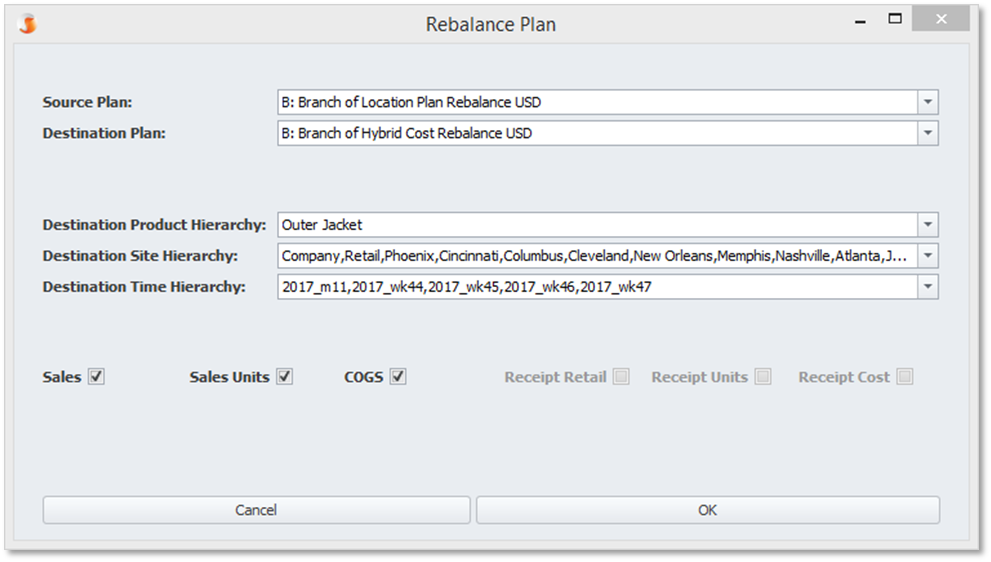 Rebalance Plan
Source Plan: B: Branch of Location Plan Rebalance USD
Destination Plan: B: Branch of Hybrid Cost Rebalance USD
Destination Product Hierarchy: Outer Jacket
Destination Site Hierarchy: Company,Retail,Phoenix,Cincinnati,Columbus,Cleveland,New Orleans,Memphis,Nashville,Atlanta,J...
Destination Time Hierarchy: 2017_m11,2017_wk44,2017_wk45,2017_wk46,2017_wk47
Sales Sales Units COGS Receipt Retail Receipt Units Receipt Cost
Cancel OK